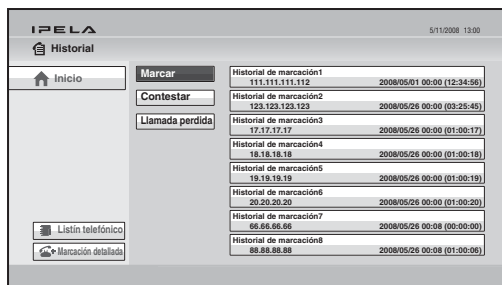 IPELA
5/11/2008 13:00
Historial
Inicio
Marcar
Contestar
Llamada perdida
Historial de marcación1
111.111.111.112 2008/05/01 00:00 (12:34:56)
Historial de marcación2
123.123.123.123 2008/05/26 00:00 (03:25:45)
Historial de marcación3
17.17.17.17 2008/05/26 00:00 (01:00:17)
Historial de marcación4
18.18.18.18 2008/05/26 00:00 (01:00:18)
Historial de marcación5
19.19.19.19 2008/05/26 00:00 (01:00:19)
Historial de marcación6
20.20.20.20 2008/05/26 00:00 (01:00:20)
Historial de marcación7
66.66.66.66 2008/05/26 00:08 (00:00:00)
Historial de marcación8
88.88.88.88 2008/05/26 00:08 (01:00:06)
Listín telefónico
Marcación detallada